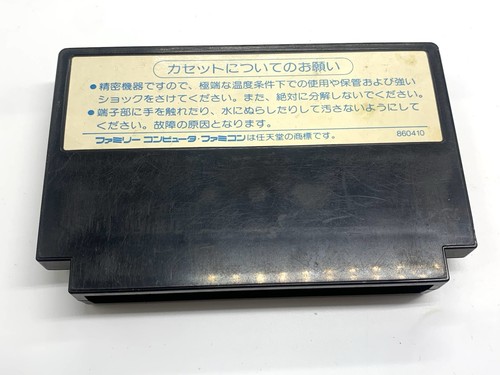 カセットについてのお願い
●精密機器ですので、極端な温度条件下での使用や保管および強い
ショックをさけてください。また、絶対に分解しないでください。
●端子部に手を触れたり、水にぬらしたりして汚さないようにして
ください。故障の原因となります。
ファミリーコンピュータ・ファミコンは任天堂の商標です。 860410